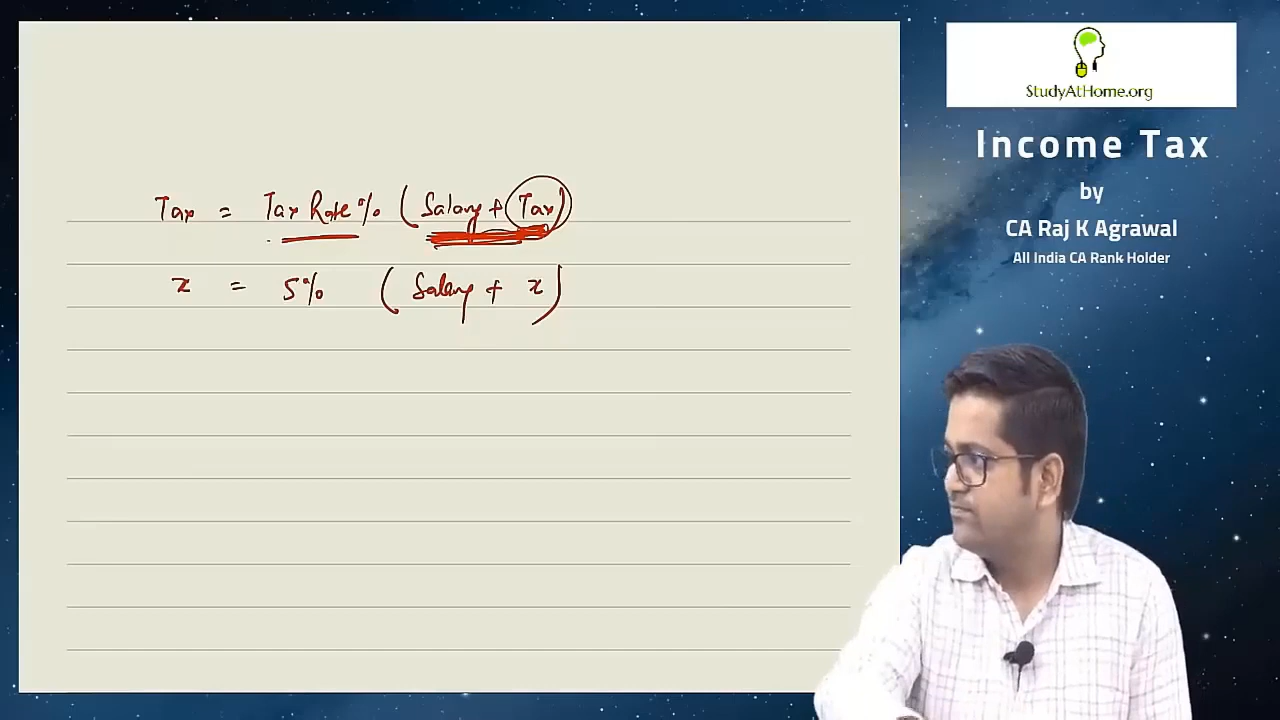 Tax = Tax Rate % (Salary + Tax)
x = 5% (Salary + x)
StudyAtHome.org
Income Tax
by
CA Raj K Agrawal
All India CA Rank Holder